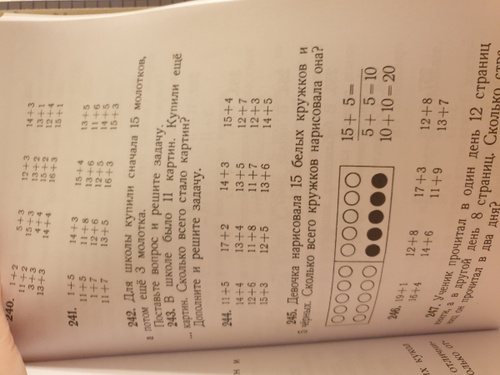 240.
1+2 5+3 12+3 14+3
11+2 15+3 13+2 13+1
3+3 4+4 12+4
13+3 14+4 16+3 15+1
241. 1+5 14+3 15+4 13+5
11+5 11+8 13+6 11+6
1+7 12+6 12+5 14+5
11+7 13+5 16+3 15+3
242. Для школы купили сначала 15 молотков,
потом ещё 3 молотка.
Поставьте вопрос и решите задачу.
243. В школе было 11 картин. Купили ещё
... картин. Сколько всего стало картин?
Дополните и решите задачу.
244. 11+5 17+2 14+3 15+4
14+4 13+4 13+5 12+7
12+6 11+8 11+7 12+3
15+3 12+5 13+6 14+5
245. Девочка нарисовала 15 белых кружков и
чёрных. Сколько всего кружков нарисовала она?
15+5=
5+5=10
10+10=20
246. 19+1 12+8 17+3 12+8
16+4 14+6 11+9 13+7
247. Ученик прочитал в один день 12 страниц
а в другой день 8 страниц. Сколько
он прочитал в два дня?